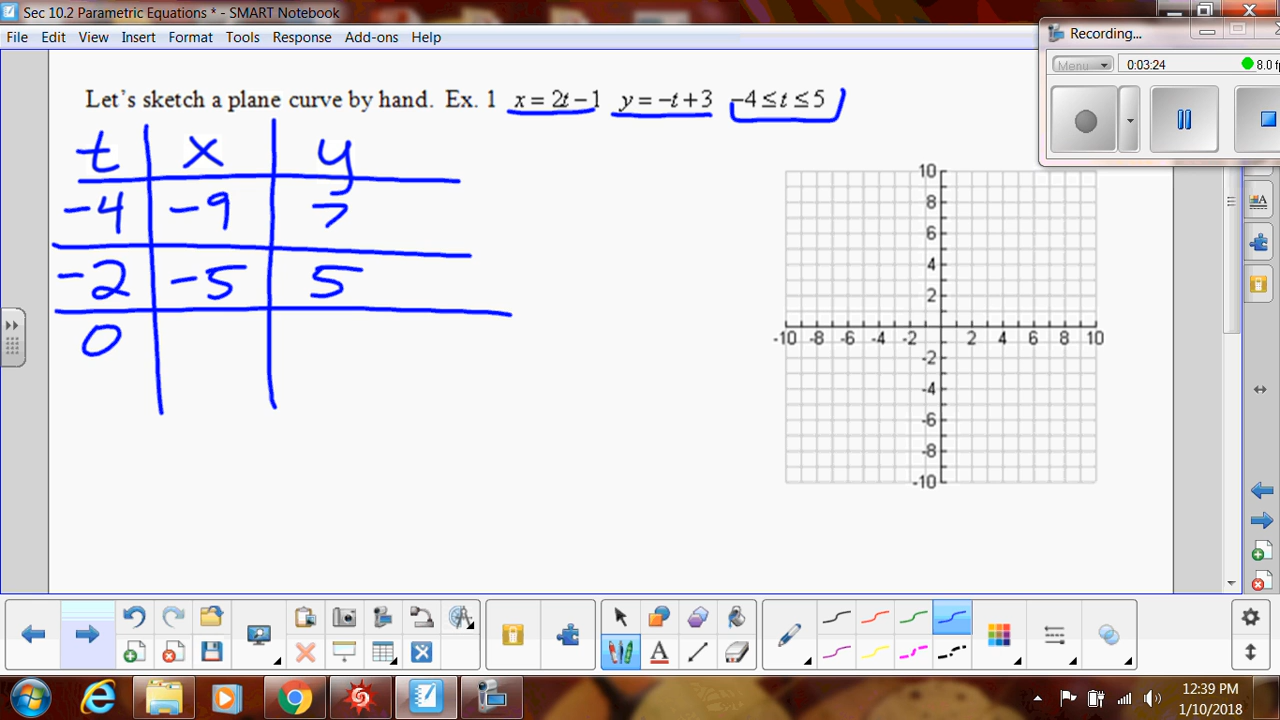 Sec 10.2 Parametric Equations * - SMART Notebook
File Edit View Insert Format Tools Response Add-ons Help
Recording...
Menu 0:03:24 8.0 f
Let's sketch a plane curve by hand. Ex. 1 x = 2t − 1 y = −t + 3 −4 ≤ t ≤ 5
t x y
-4 -9 7
-2 -5 5
0
10
8
6
4
2
-10 -8 -6 -4 -2 2 4 6 8 10
-2
-4
-6
-8
-10
A
12:39 PM
1/10/2018